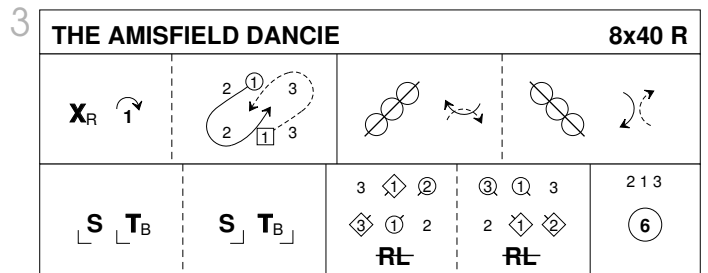 3
THE AMISFIELD DANCIE 8x40 R
XR 1
2 1 3
2 1 3
S TB S TB
3 1 2 3 1 3 2 1 3
3 1 2 2 1 2 6
RL RL